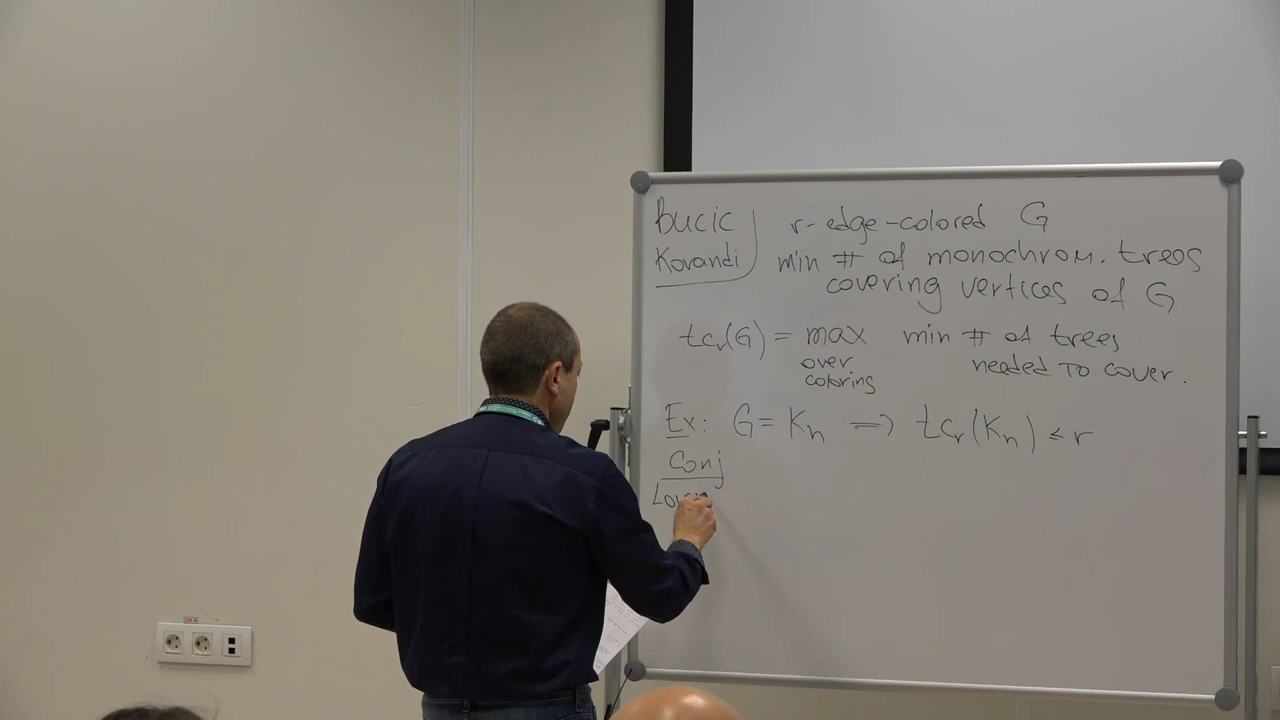 Bucic
Korandi
r-edge-colored G
min # of monochrom. trees
covering vertices of G
tcᵣ(G) = max min # of trees
over needed to cover.
coloring
Ex: G = Kₙ ⟹ tcᵣ(Kₙ) ≤ r
Conj